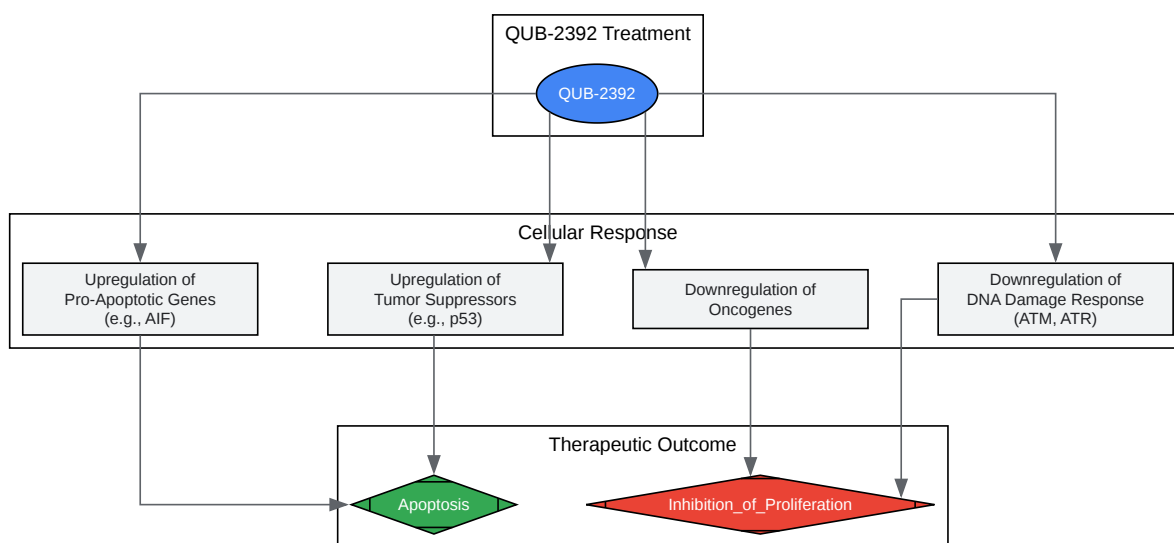 QUB-2392 Treatment
QUB-2392
Cellular Response
Upregulation of
Pro-Apoptotic Genes
(e.g., AIF)
Upregulation of
Tumor Suppressors
(e.g., p53)
Downregulation of
Oncogenes
Downregulation of
DNA Damage Response
(ATM, ATR)
Therapeutic Outcome
Apoptosis
Inhibition_of_Proliferation